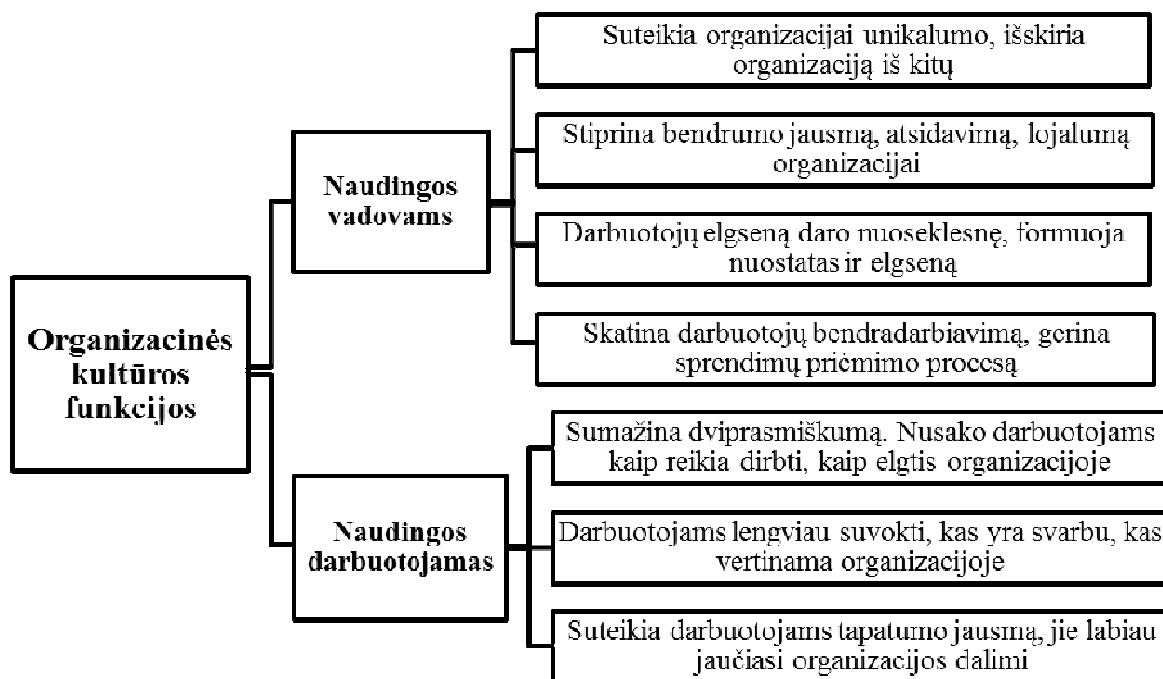 Organizacinės
kultūros
funkcijos
Naudingos
vadovams
Suteikia organizacijai unikalumo, išskiria
organizaciją iš kitų
Stiprina bendrumo jausmą, atsidavimą, lojalumą
organizacijai
Darbuotojų elgseną daro nuoseklesnę, formuoja
nuostatas ir elgseną
Skatina darbuotojų bendradarbiavimą, gerina
sprendimų priėmimo procesą
Naudingos
darbuotojamas
Sumažina dviprasmiškumą. Nusako darbuotojams
kaip reikia dirbti, kaip elgtis organizacijoje
Darbuotojams lengviau suvokti, kas yra svarbu, kas
vertinama organizacijoje
Suteikia darbuotojams tapatumo jausmą, jie labiau
jaučiasi organizacijos dalimi